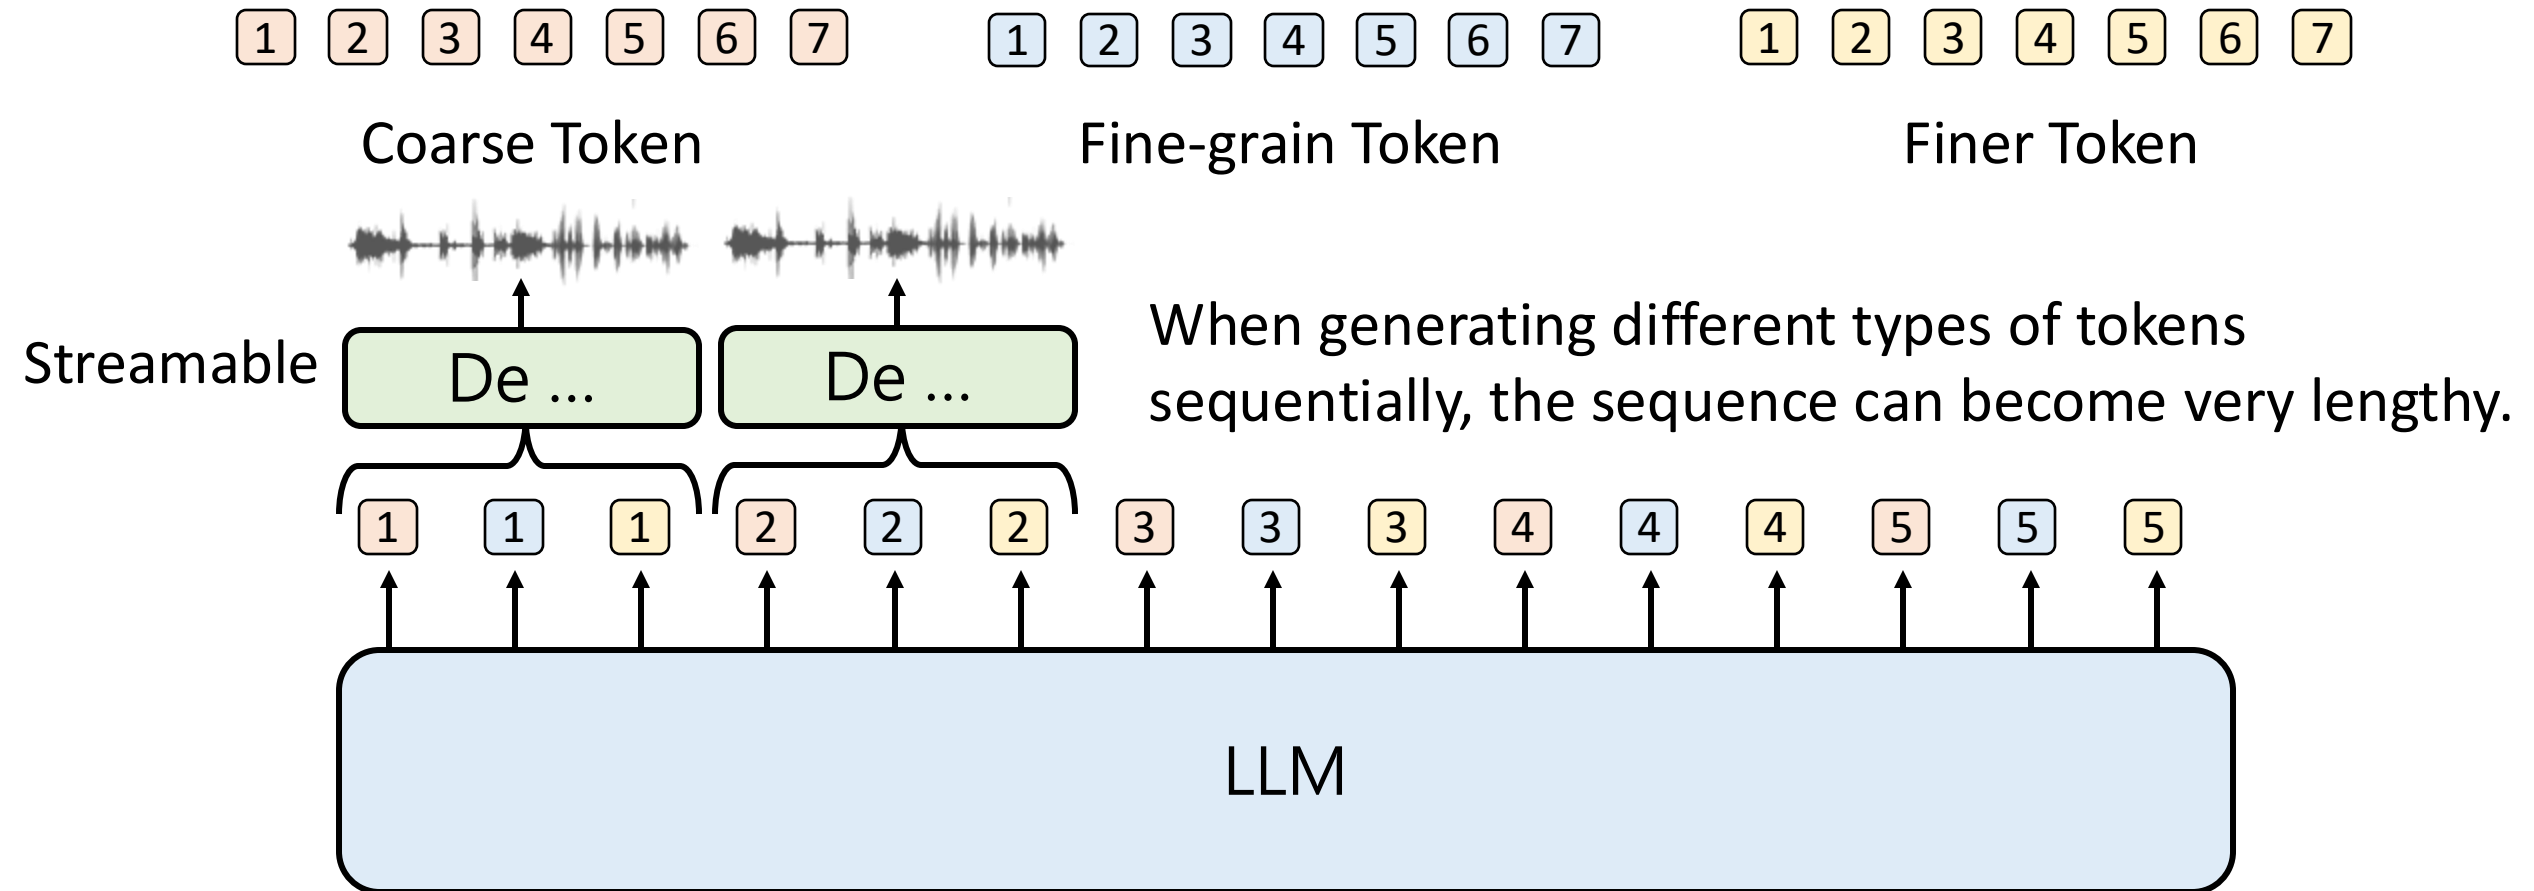 1 2 3 4 5 6 7 1 2 3 4 5 6 7 1 2 3 4 5 6 7
Coarse Token Fine-grain Token Finer Token
When generating different types of tokens
Streamable De ... De ...
sequentially, the sequence can become very lengthy.
1 1 1 2 2 2 3 3 3 4 4 4 5 5 5
LLM